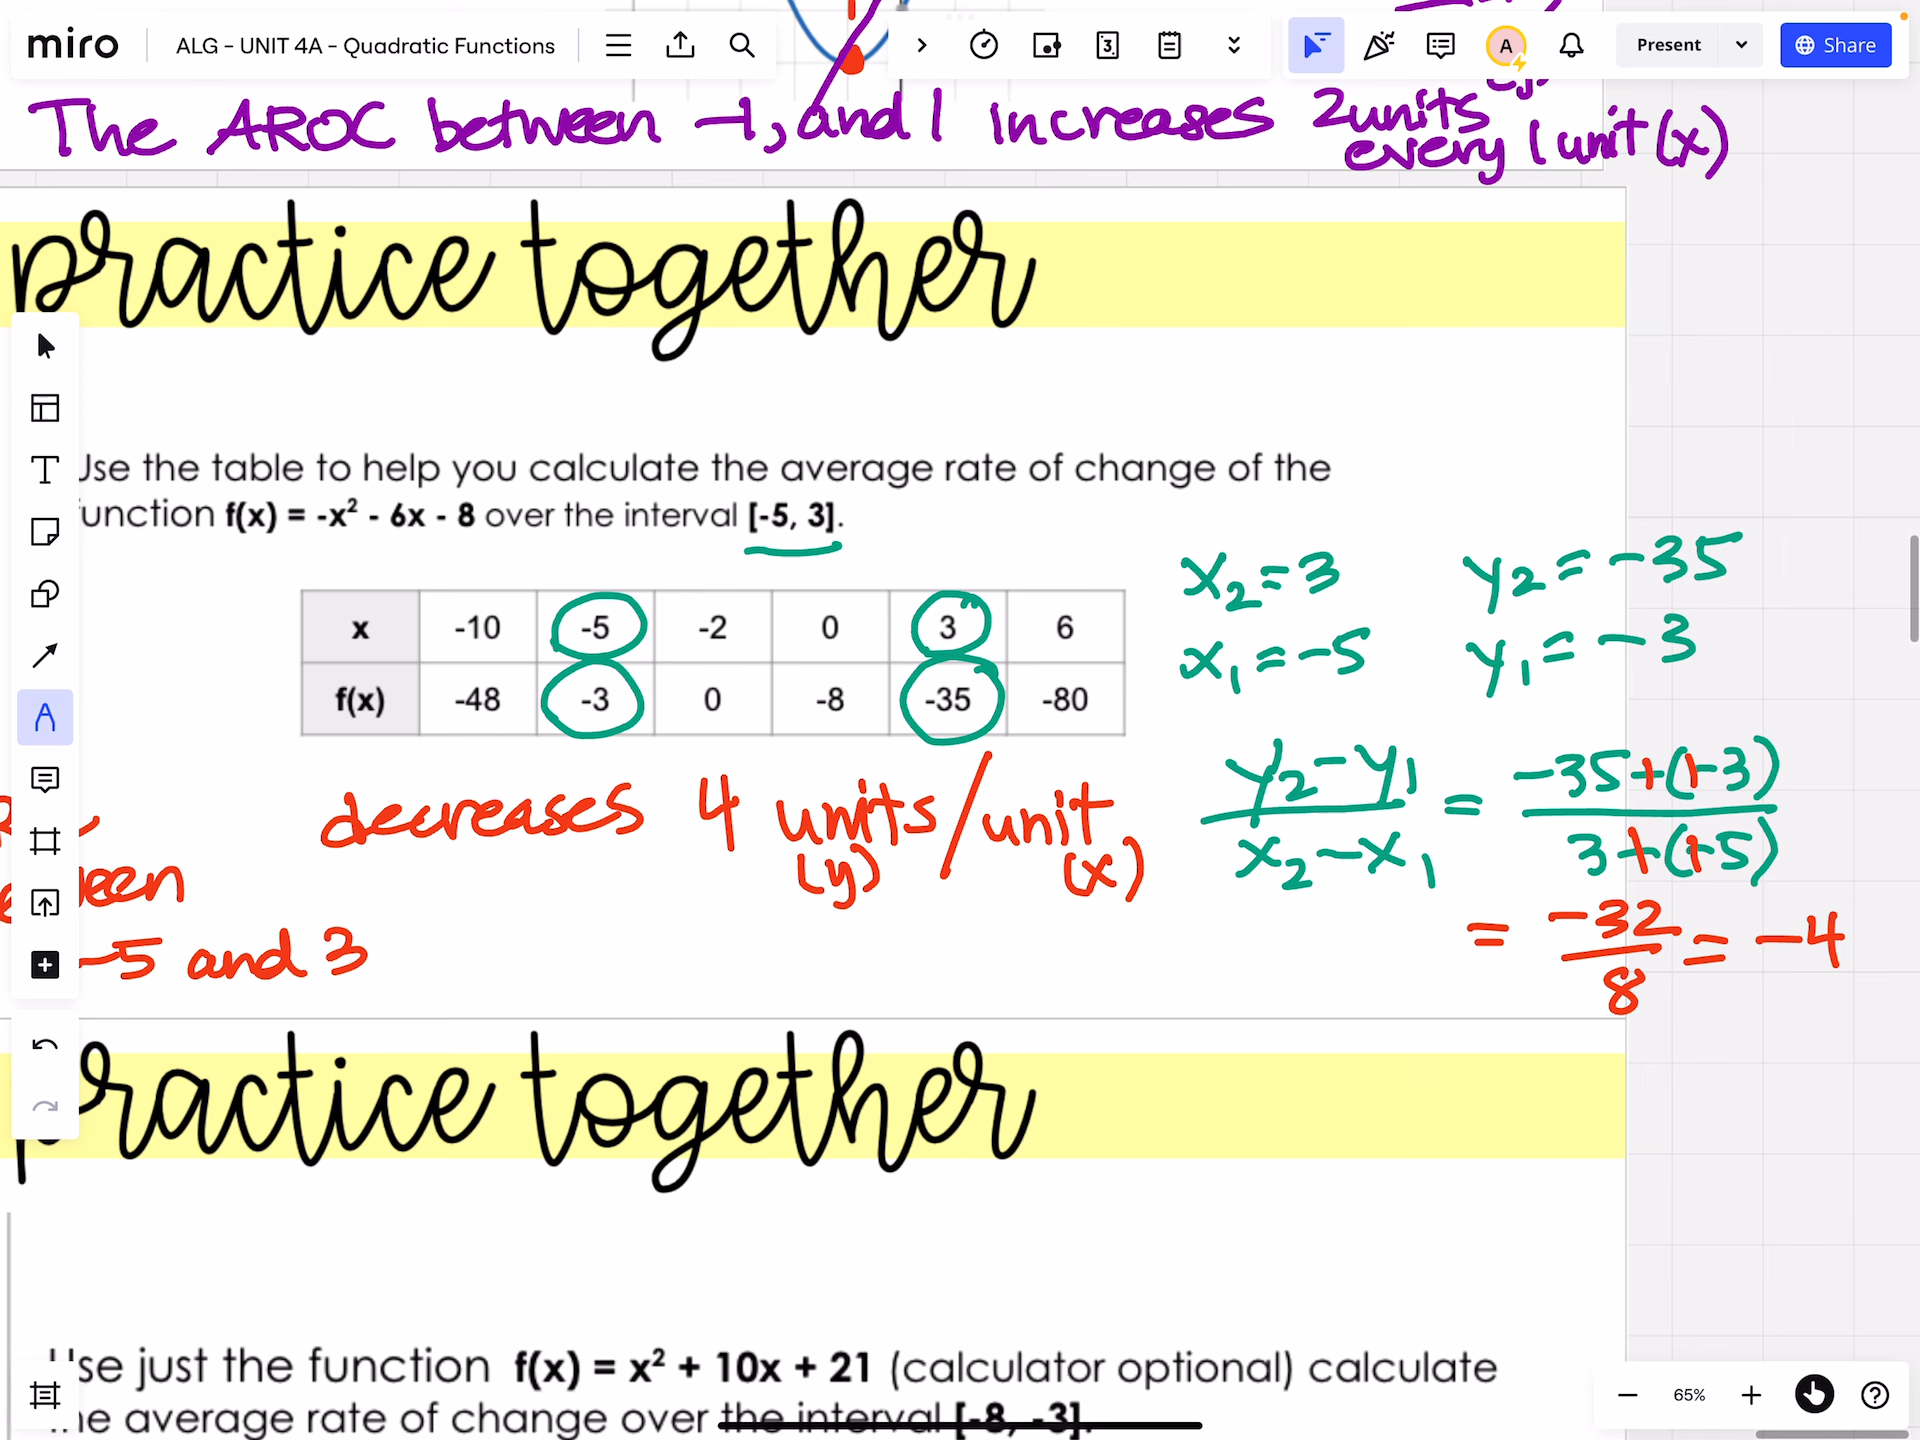 miro
ALG - UNIT 4A - Quadratic Functions
A
Present
Share
The AROC between -1, and 1 increases 2 units
every 1 unit (x)
practice together
Use the table to help you calculate the average rate of change of the
function f(x) = -x² - 6x - 8 over the interval [-5, 3].
x -10 -5 -2 0 3 6
f(x) -48 -3 0 -8 -35 -80
x₂ = 3 y₂ = -35
x₁ = -5 y₁ = -3
y₂ - y₁ / x₂ - x₁ = -35 + (+3) / 3 + (+5)
= -32 / 8 = -4
decreases 4 units / unit
(y) (x)
-5 and 3
practice together
Use just the function f(x) = x² + 10x + 21 (calculator optional) calculate
the average rate of change over the interval [-8, -3].
65%